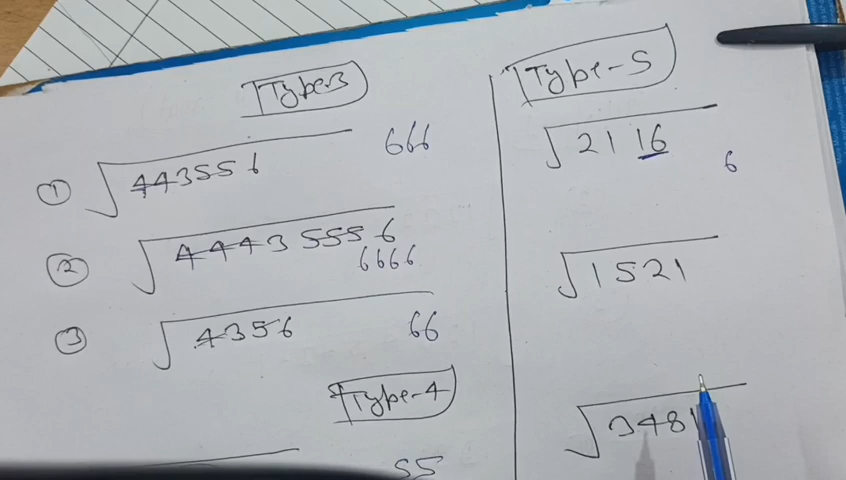 Type-3
① √443556 666
② √44435556
6666
③ √4356 66
Type-4
55
Type-5
√2116
6
√1521
√3481